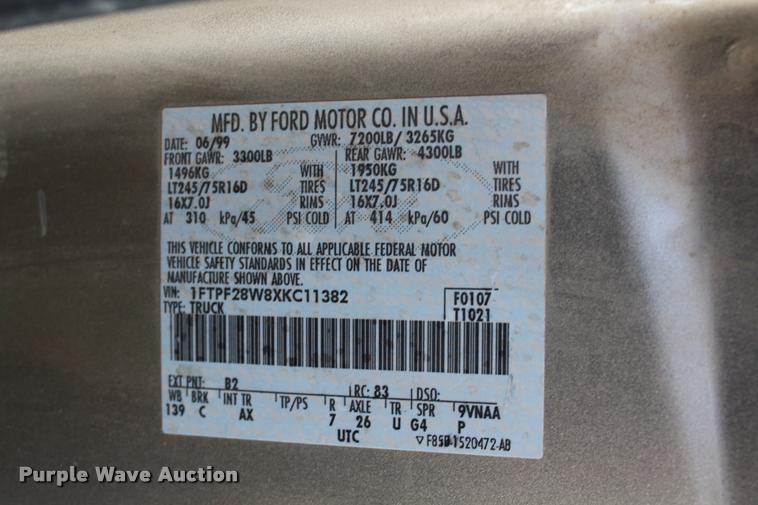 MFD. BY FORD MOTOR CO. IN U.S.A.
DATE: 06/99 GVWR: 7200LB/ 3265KG
FRONT GAWR: 3300LB REAR GAWR: 4300LB
1496KG WITH 1950KG WITH
LT245/75R16D TIRES LT245/75R16D TIRES
16X7.0J RIMS 16X7.0J RIMS
AT 310 kPa/45 PSI COLD AT 414 kPa/60 PSI COLD
THIS VEHICLE CONFORMS TO ALL APPLICABLE FEDERAL MOTOR
VEHICLE SAFETY STANDARDS IN EFFECT ON THE DATE OF
MANUFACTURE SHOWN ABOVE.
VIN: 1FTPF28W8XKC11382 F0107
TYPE: TRUCK T1021
EXT PNT: B2 RC: 83 DSO:
WB BRK INT TR TP/PS R AXLE TR SPR 9VNAA
139 C AX 7 26 U G4 P
UTC ▽ F85B-1520472-AB
Purple Wave Auction